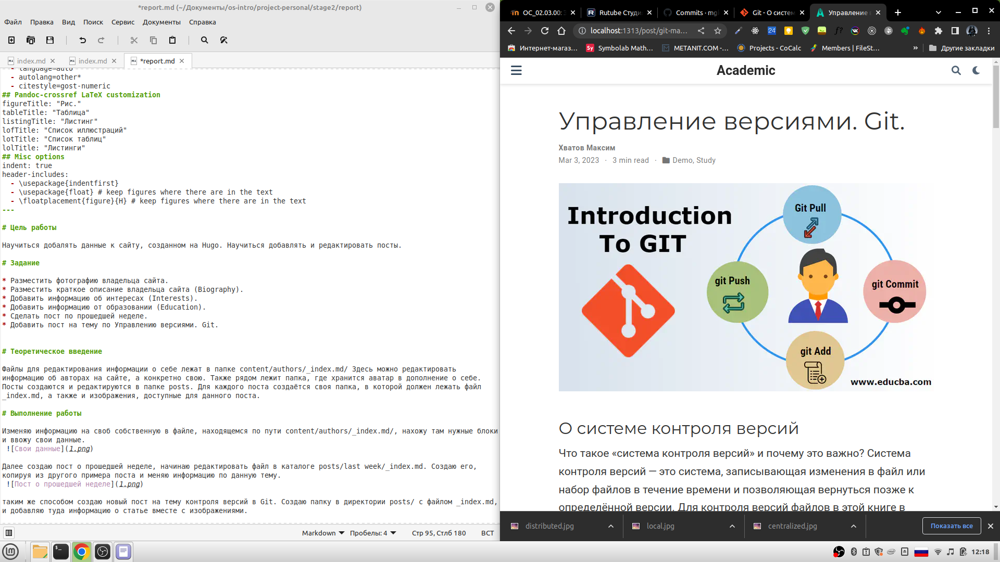 *report.md (~/Документы/os-intro/project-personal/stage2/report)
Файл Правка Вид Поиск Сервис Документы Справка
index.md
index.md
*report.md
- language=auto
- autolang=other*
- citestyle=gost-numeric
## Pandoc-crossref LaTeX customization
figureTitle: "Рис."
tableTitle: "Таблица"
listingTitle: "Листинг"
lofTitle: "Список иллюстраций"
lotTitle: "Список таблиц"
lolTitle: "Листинги"
## Misc options
indent: true
header-includes:
- \usepackage{indentfirst}
- \usepackage{float} # keep figures where there are in the text
- \floatplacement{figure}{H} # keep figures where there are in the text
---
# Цель работы
Научиться добалять данные к сайту, созданном на Hugo. Научиться добавлять и редактировать посты.
# Задание
* Разместить фотографию владельца сайта.
* Разместить краткое описание владельца сайта (Biography).
* Добавить информацию об интересах (Interests).
* Добавить информацию от образовании (Education).
* Сделать пост по прошедшей неделе.
* Добавить пост на тему по Управлению версиями. Git.
# Теоретическое введение
Файлы для редактирования информации о себе лежат в папке content/authors/_index.md/ Здесь можно редактировать
информацию об авторах на сайте, а конкретно свою. Также рядом лежит папка, где хранится аватар в дополнение о себе.
Посты создаются и редактируются в папке posts. Для каждого поста создаётся своя папка, в которой должен лежать файл
_index.md, а также и изображения, доступные для данного поста.
# Выполнение работы
Изменяю информацию на своб собственную в файле, находящемся по пути content/authors/_index.md/, нахожу там нужные блоки
и ввожу свои данные.
![Свои данные](1.png)
Далее создаю пост о прошедшей неделе, начинаю редактировать файл в каталоге posts/last week/_index.md. Создаю его,
копируя из другого примера поста и меняю информацию по данную тему.
![Пост о прошедшей неделе](1.png)
таким же способом создаю новый пост на тему контроля версий в Git. Создаю папку в директории posts/ с файлом _index.md,
и добавляю туда информацию о статье вместе с изображениями.
Markdown Пробелы: 4 Стр 95, Стлб 180 ВСТ
ОС_02.03.00:
Rutube Студи
Commits · mg
Git - О систем
Управление
localhost:1313/post/git-ma...
24
f?
Интернет-магаз...
Sy Symbolab Math...
METANIT.COM -...
Projects - CoCalc
Members | FileSt...
»
Другие закладки
Academic
Управление версиями. Git.
Хватов Максим
Mar 3, 2023 · 3 min read · Demo, Study
Introduction
To GIT
Git Pull
git Push
git Commit
git Add
www.educba.com
О системе контроля версий
Что такое «система контроля версий» и почему это важно? Система
контроля версий — это система, записывающая изменения в файл или
набор файлов в течение времени и позволяющая вернуться позже к
определённой версии. Для контроля версий файлов в этой книге в
distributed.jpg
local.jpg
centralized.jpg
Показать все
12:18